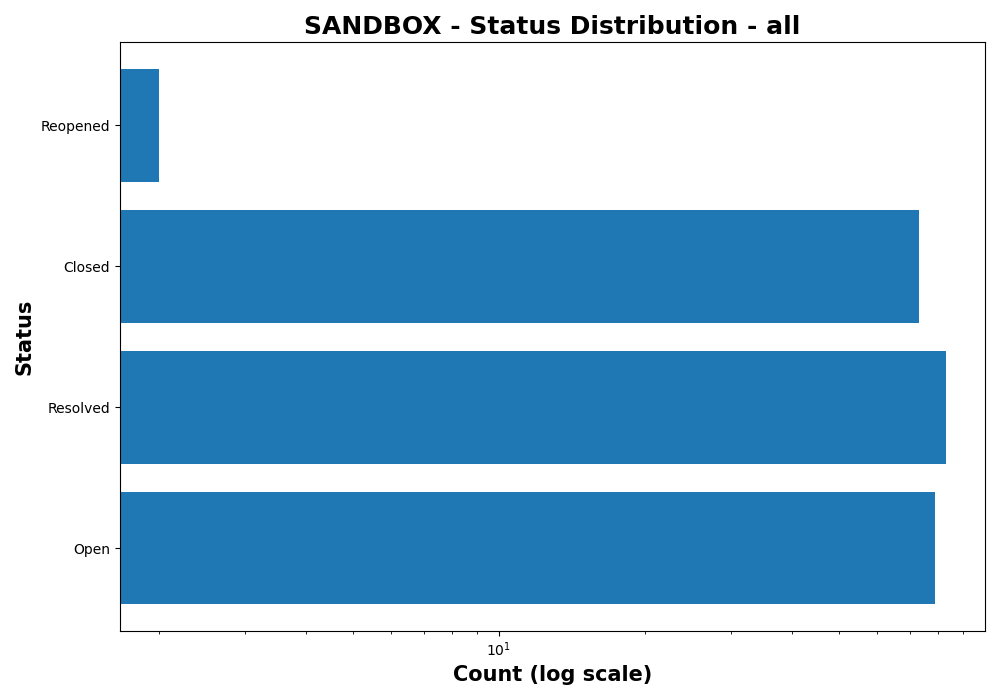 SANDBOX - Status Distribution - all
Reopened
Closed
Resolved
Open
Status
10¹
Count (log scale)